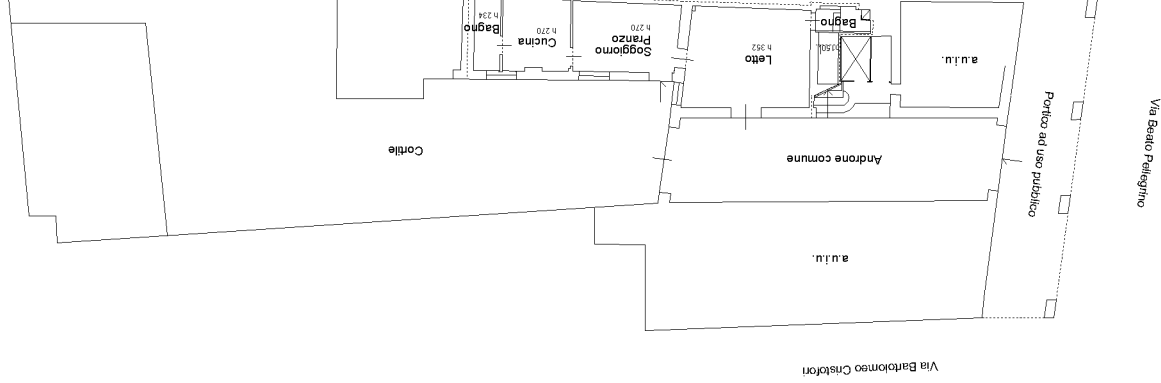 Bagno
h 234
Cucina
h 270
Soggiorno
Pranzo
h 270
Letto
h 352
Bagno
a.u.i.u.
Cortile
Androne comune
Portico ad uso pubblico
Via Beato Pellegrino
a.u.i.u.
Via Bartolomeo Cristofori